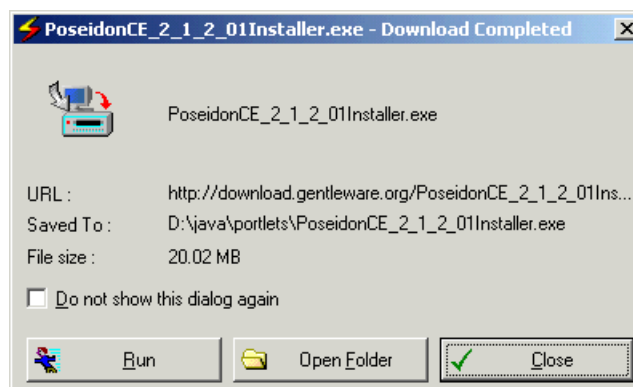 PoseidonCE_2_1_2_01Installer.exe - Download Completed
PoseidonCE_2_1_2_01Installer.exe
URL : http://download.gentleware.org/PoseidonCE_2_1_2_01Ins...
Saved To : D:\java\portlets\PoseidonCE_2_1_2_01Installer.exe
File size : 20.02 MB
Do not show this dialog again
Run Open Folder Close